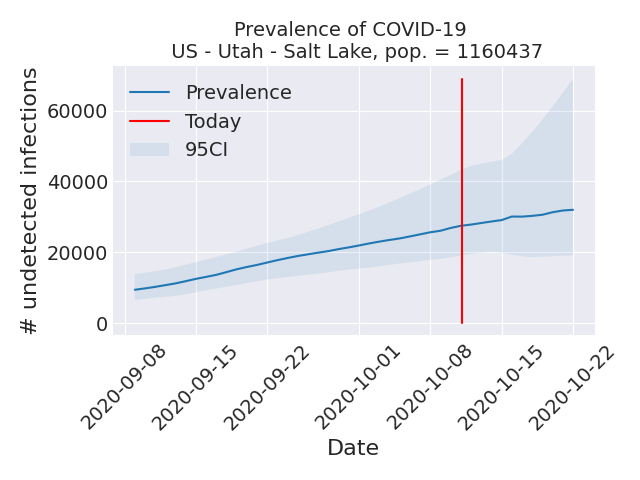 Prevalence of COVID-19
US - Utah - Salt Lake, pop. = 1160437
# undetected infections
60000
40000
20000
0
Prevalence
Today
95CI
2020-09-08
2020-09-15
2020-09-22
2020-10-01
2020-10-08
2020-10-15
2020-10-22
Date